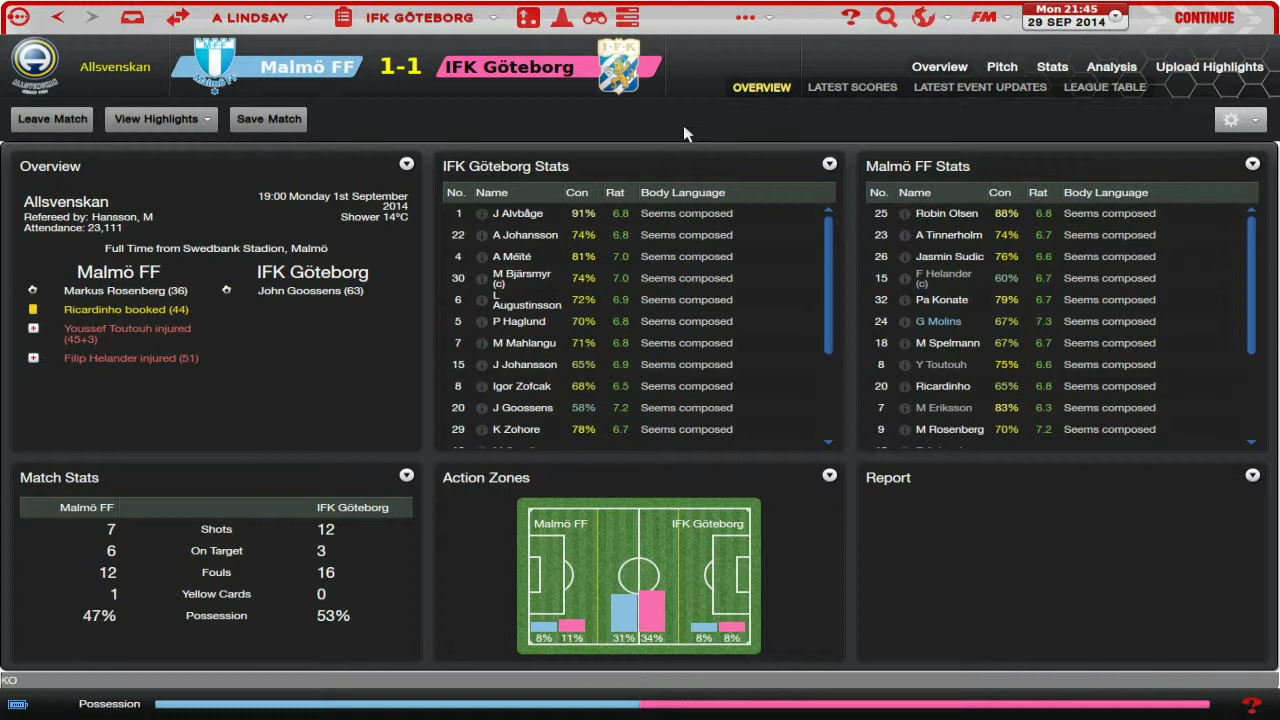 A LINDSAY
IFK GÖTEBORG
FM
Mon 21:45
29 SEP 2014
CONTINUE
Allsvenskan
Malmö FF
1-1
IFK Göteborg
Overview Pitch Stats Analysis Upload Highlights
OVERVIEW LATEST SCORES LATEST EVENT UPDATES LEAGUE TABLE
Leave Match
View Highlights
Save Match
Overview
Allsvenskan
Refereed by: Hansson, M
Attendance: 23,111
19:00 Monday 1st September
2014
Shower 14°C
Full Time from Swedbank Stadion, Malmö
Malmö FF IFK Göteborg
Markus Rosenberg (36) John Goossens (63)
Ricardinho booked (44)
Youssef Toutouh injured
(45+3)
Filip Helander injured (51)
IFK Göteborg Stats
No. Name Con Rat Body Language
1 J Alvbåge 91% 6.8 Seems composed
22 A Johansson 74% 6.8 Seems composed
4 A Méïté 81% 7.0 Seems composed
30 M Bjärsmyr (c) 74% 7.0 Seems composed
6 L Augustinsson 72% 6.9 Seems composed
5 P Haglund 70% 6.8 Seems composed
7 M Mahlangu 71% 6.8 Seems composed
15 J Johansson 65% 6.9 Seems composed
8 Igor Zofcak 68% 6.5 Seems composed
20 J Goossens 58% 7.2 Seems composed
29 K Zohore 78% 6.7 Seems composed
Malmö FF Stats
No. Name Con Rat Body Language
25 Robin Olsen 88% 6.8 Seems composed
23 A Tinnerholm 74% 6.7 Seems composed
26 Jasmin Sudic 76% 6.6 Seems composed
15 F Helander (c) 60% 6.7 Seems composed
32 Pa Konate 79% 6.7 Seems composed
24 G Molins 67% 7.3 Seems composed
18 M Spelmann 67% 6.7 Seems composed
8 Y Toutouh 75% 6.6 Seems composed
20 Ricardinho 65% 6.8 Seems composed
7 M Eriksson 83% 6.3 Seems composed
9 M Rosenberg 70% 7.2 Seems composed
Match Stats
Malmö FF IFK Göteborg
7 Shots 12
6 On Target 3
12 Fouls 16
1 Yellow Cards 0
47% Possession 53%
Action Zones
Malmö FF IFK Göteborg
8% 11% 31% 34% 8% 8%
Report
KO
Possession